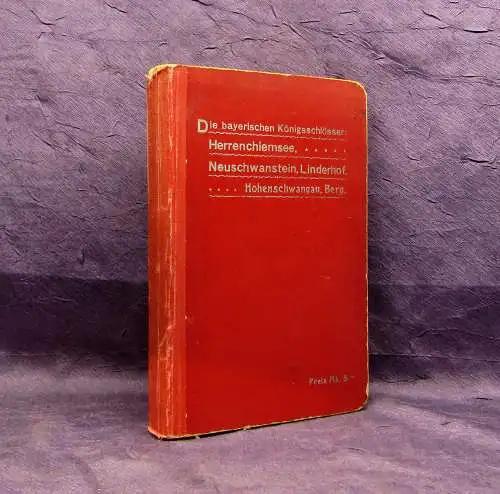 Die bayerischen Königsschlösser:
Herrenchiemsee, . . . . .
Neuschwanstein, Linderhof,
. . . . Hohenschwangau, Berg.
Preis Mk. 5 –